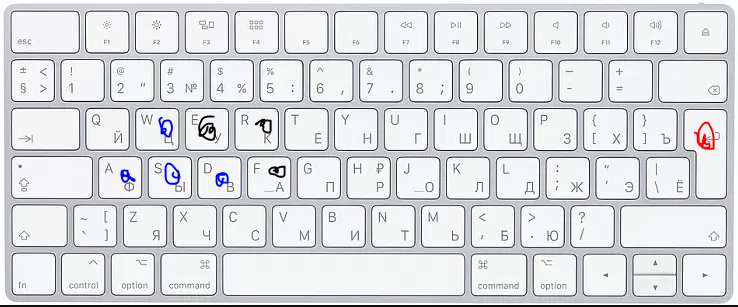 esc F1 F2 F3 F4 F5 F6 F7 F8 F9 F10 F11 F12
± < § > ! 1 @ 2 " # 3 № $ 4 % % 5 : ^ 6 , & 7 . * 8 ; ( 9 ) 0 _ - + =
Q Й W Ц E У R К T Е Y Н U Г I Ш O Щ P З { [ Х } ] Ъ
A Ф S Ы D В F _ А G П H ₽ Р J _ О K Л L Д : ; Ж " ' Э | \ Ё
~ [ ` ] Z Я X Ч C С V М B И N Т M Ь < , Б > . Ю ? /
fn control option command command option